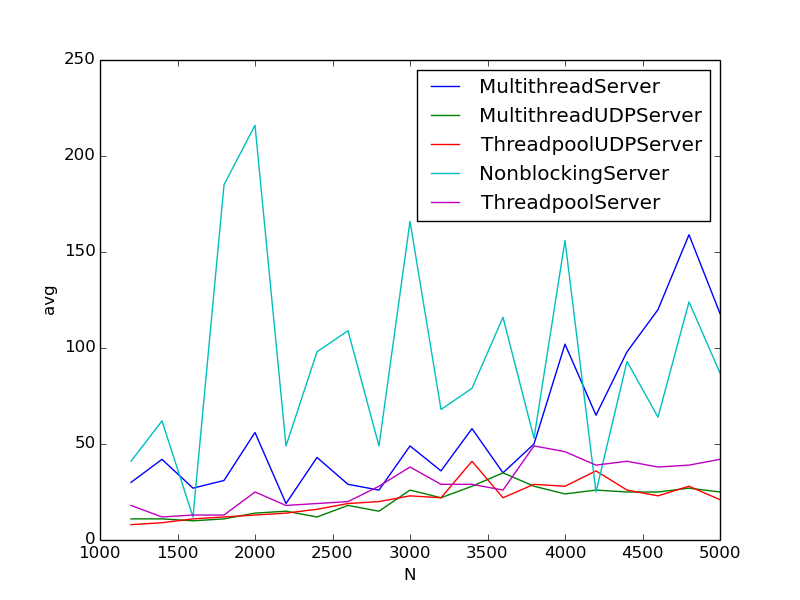 250
200
150
100
50
0
avg
MultithreadServer
MultithreadUDPServer
ThreadpoolUDPServer
NonblockingServer
ThreadpoolServer
1000 1500 2000 2500 3000 3500 4000 4500 5000
N